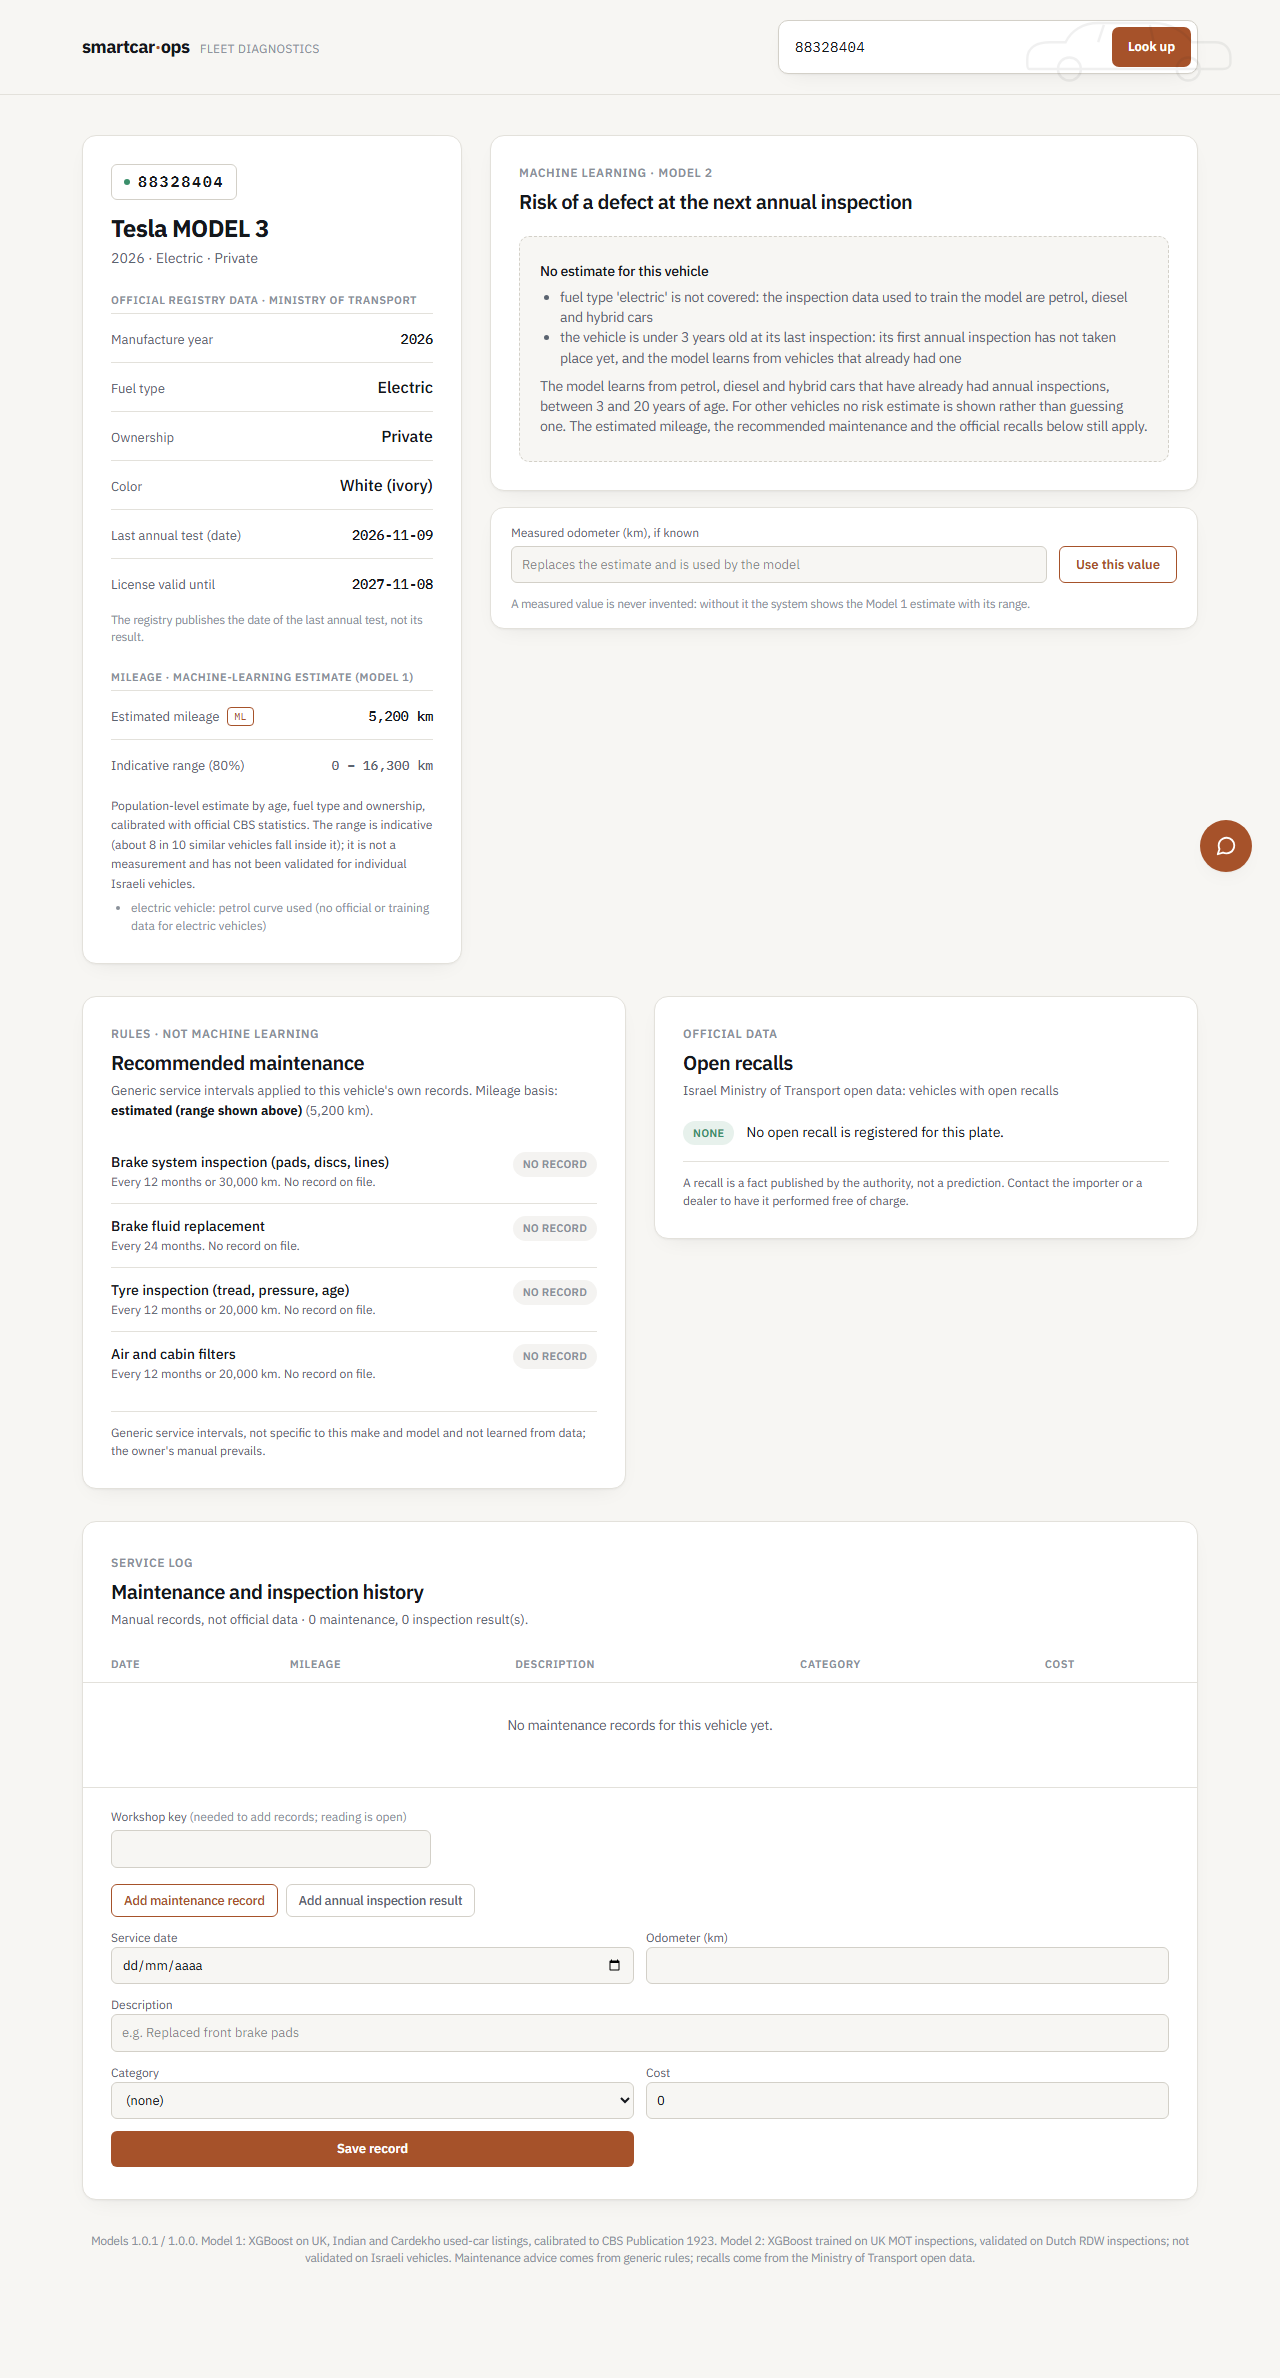 smartcar·ops FLEET DIAGNOSTICS
88328404
Look up
88328404
Tesla MODEL 3
2026 · Electric · Private
OFFICIAL REGISTRY DATA · MINISTRY OF TRANSPORT
Manufacture year 2026
Fuel type Electric
Ownership Private
Color White (ivory)
Last annual test (date) 2026-11-09
License valid until 2027-11-08
The registry publishes the date of the last annual test, not its
result.
MILEAGE · MACHINE-LEARNING ESTIMATE (MODEL 1)
Estimated mileage ML 5,200 km
Indicative range (80%) 0 – 16,300 km
Population-level estimate by age, fuel type and ownership,
calibrated with official CBS statistics. The range is indicative
(about 8 in 10 similar vehicles fall inside it); it is not a
measurement and has not been validated for individual
Israeli vehicles.
• electric vehicle: petrol curve used (no official or training
data for electric vehicles)
MACHINE LEARNING · MODEL 2
Risk of a defect at the next annual inspection
No estimate for this vehicle
• fuel type 'electric' is not covered: the inspection data used to train the model are petrol, diesel
and hybrid cars
• the vehicle is under 3 years old at its last inspection: its first annual inspection has not taken
place yet, and the model learns from vehicles that already had one
The model learns from petrol, diesel and hybrid cars that have already had annual inspections,
between 3 and 20 years of age. For other vehicles no risk estimate is shown rather than guessing
one. The estimated mileage, the recommended maintenance and the official recalls below still apply.
Measured odometer (km), if known
Replaces the estimate and is used by the model
Use this value
A measured value is never invented: without it the system shows the Model 1 estimate with its range.
RULES · NOT MACHINE LEARNING
Recommended maintenance
Generic service intervals applied to this vehicle's own records. Mileage basis:
estimated (range shown above) (5,200 km).
Brake system inspection (pads, discs, lines) NO RECORD
Every 12 months or 30,000 km. No record on file.
Brake fluid replacement NO RECORD
Every 24 months. No record on file.
Tyre inspection (tread, pressure, age) NO RECORD
Every 12 months or 20,000 km. No record on file.
Air and cabin filters NO RECORD
Every 12 months or 20,000 km. No record on file.
Generic service intervals, not specific to this make and model and not learned from data;
the owner's manual prevails.
OFFICIAL DATA
Open recalls
Israel Ministry of Transport open data: vehicles with open recalls
NONE No open recall is registered for this plate.
A recall is a fact published by the authority, not a prediction. Contact the importer or a
dealer to have it performed free of charge.
SERVICE LOG
Maintenance and inspection history
Manual records, not official data · 0 maintenance, 0 inspection result(s).
DATE MILEAGE DESCRIPTION CATEGORY COST
No maintenance records for this vehicle yet.
Workshop key (needed to add records; reading is open)
Add maintenance record Add annual inspection result
Service date Odometer (km)
dd/mm/aaaa
Description
e.g. Replaced front brake pads
Category Cost
(none) 0
Save record
Models 1.0.1 / 1.0.0. Model 1: XGBoost on UK, Indian and Cardekho used-car listings, calibrated to CBS Publication 1923. Model 2: XGBoost trained on UK MOT inspections, validated on Dutch RDW inspections; not
validated on Israeli vehicles. Maintenance advice comes from generic rules; recalls come from the Ministry of Transport open data.